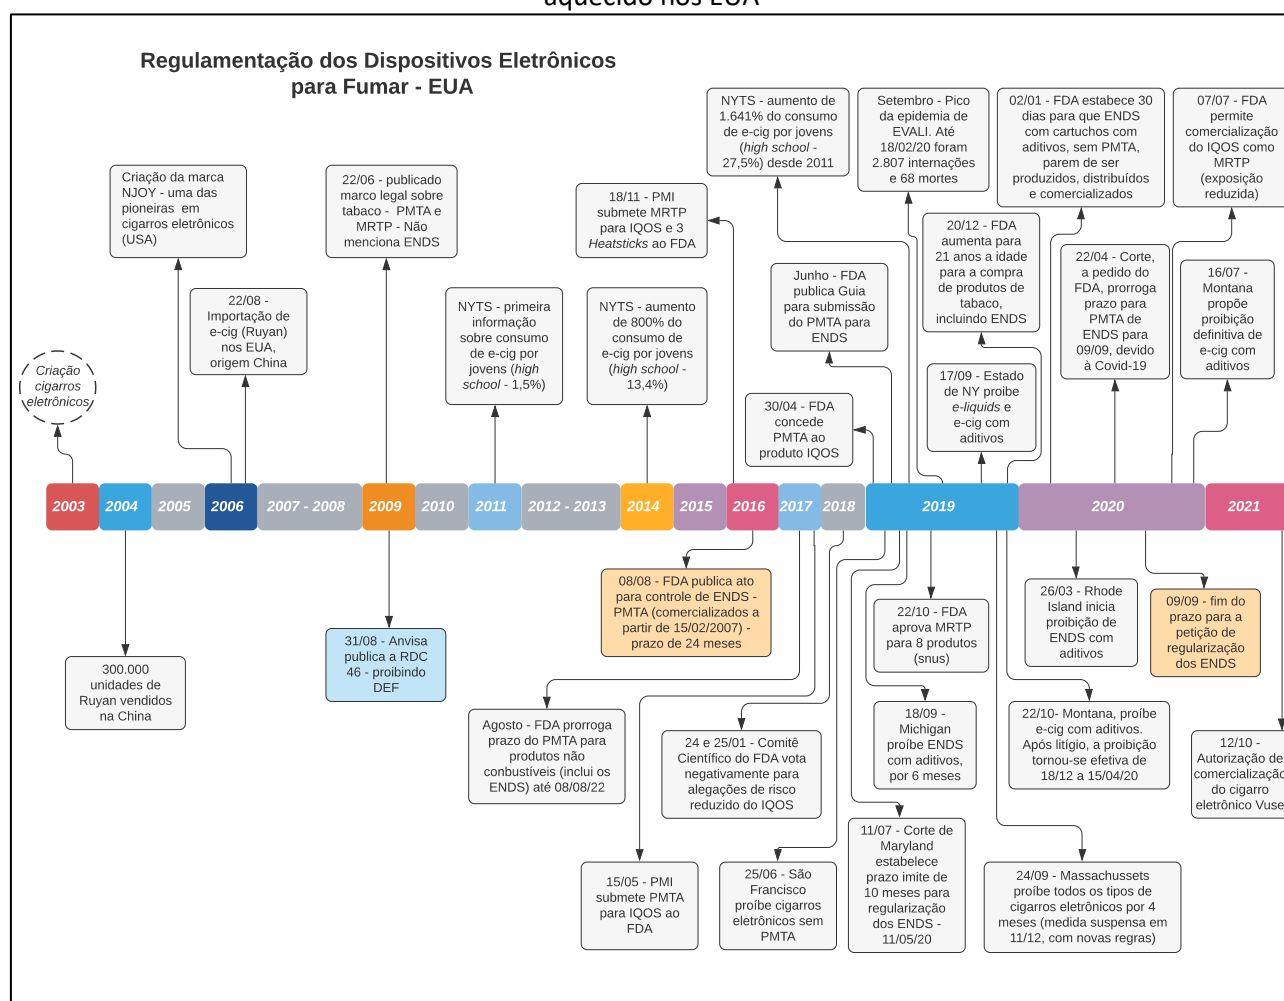 aquecido nos EUA
Regulamentação dos Dispositivos Eletrônicos
para Fumar - EUA
Criação da marca
NJOY - uma das
pioneiras em
cigarros eletrônicos
(USA)
22/08 -
Importação de
e-cig (Ruyan)
nos EUA,
origem China
Criação
cigarros
eletrônicos
22/06 - publicado
marco legal sobre
tabaco - PMTA e
MRTP - Não
menciona ENDS
NYTS - primeira
informação
sobre consumo
de e-cig por
jovens (high
school - 1,5%)
NYTS - aumento
de 800% do
consumo de
e-cig por jovens
(high school -
13,4%)
18/11 - PMI
submete MRTP
para IQOS e 3
Heatsticks ao FDA
NYTS - aumento de
1.641% do consumo
de e-cig por jovens
(high school -
27,5%) desde 2011
Junho - FDA
publica Guia
para submissão
do PMTA para
ENDS
30/04 - FDA
concede
PMTA ao
produto IQOS
Setembro - Pico
da epidemia de
EVALI. Até
18/02/20 foram
2.807 internações
e 68 mortes
20/12 - FDA
aumenta para
21 anos a idade
para a compra
de produtos de
tabaco,
incluindo ENDS
17/09 - Estado
de NY proibe
e-liquids e
e-cig com
aditivos
02/01 - FDA estabece 30
dias para que ENDS
com cartuchos com
aditivos, sem PMTA,
parem de ser
produzidos, distribuídos
e comercializados
22/04 - Corte,
a pedido do
FDA, prorroga
prazo para
PMTA de
ENDS para
09/09, devido
à Covid-19
07/07 - FDA
permite
comercialização
do IQOS como
MRTP
(exposição
reduzida)
16/07 -
Montana
propõe
proibição
definitiva de
e-cig com
aditivos
2003
2004
2005
2006
2007 - 2008
2009
2010
2011
2012 - 2013
2014
2015
2016
2017
2018
2019
2020
2021
300.000
unidades de
Ruyan vendidos
na China
31/08 - Anvisa
publica a RDC
46 - proibindo
DEF
08/08 - FDA publica ato
para controle de ENDS -
PMTA (comercializados a
partir de 15/02/2007) -
prazo de 24 meses
Agosto - FDA prorroga
prazo do PMTA para
produtos não
conbustíveis (inclui os
ENDS) até 08/08/22
15/05 - PMI
submete PMTA
para IQOS ao
FDA
24 e 25/01 - Comitê
Científico do FDA vota
negativamente para
alegações de risco
reduzido do IQOS
25/06 - São
Francisco
proíbe cigarros
eletrônicos sem
PMTA
11/07 - Corte de
Maryland
estabelece
prazo imite de
10 meses para
regularização
dos ENDS -
11/05/20
22/10 - FDA
aprova MRTP
para 8 produtos
(snus)
18/09 -
Michigan
proíbe ENDS
com aditivos,
por 6 meses
24/09 - Massachussets
proíbe todos os tipos de
cigarros eletrônicos por 4
meses (medida suspensa em
11/12, com novas regras)
22/10- Montana, proíbe
e-cig com aditivos.
Após litígio, a proibição
tornou-se efetiva de
18/12 a 15/04/20
26/03 - Rhode
Island inicia
proibição de
ENDS com
aditivos
09/09 - fim do
prazo para a
petição de
regularização
dos ENDS
12/10 -
Autorização de
comercialização
do cigarro
eletrônico Vuse